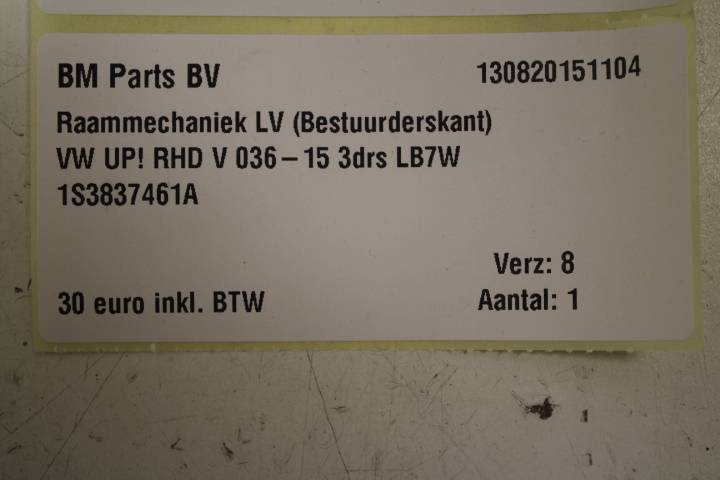 BM Parts BV
130820151104
Raammechaniek LV (Bestuurderskant)
VW UP! RHD V 036-15 3drs LB7W
1S3837461A
Verz: 8
30 euro inkl. BTW
Aantal: 1